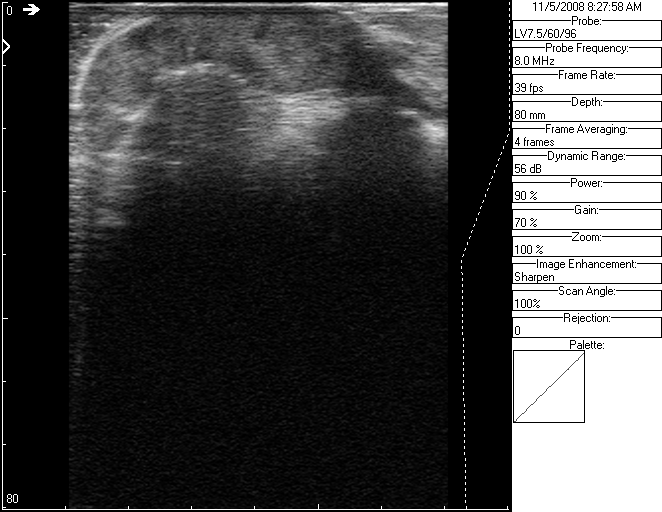 0
80
11/5/2008 8:27:58 AM
Probe:
LV7.5/60/96
Probe Frequency:
8.0 MHz
Frame Rate:
39 fps
Depth:
80 mm
Frame Averaging:
4 frames
Dynamic Range:
56 dB
Power:
90 %
Gain:
70 %
Zoom:
100 %
Image Enhancement:
Sharpen
Scan Angle:
100%
Rejection:
0
Palette: